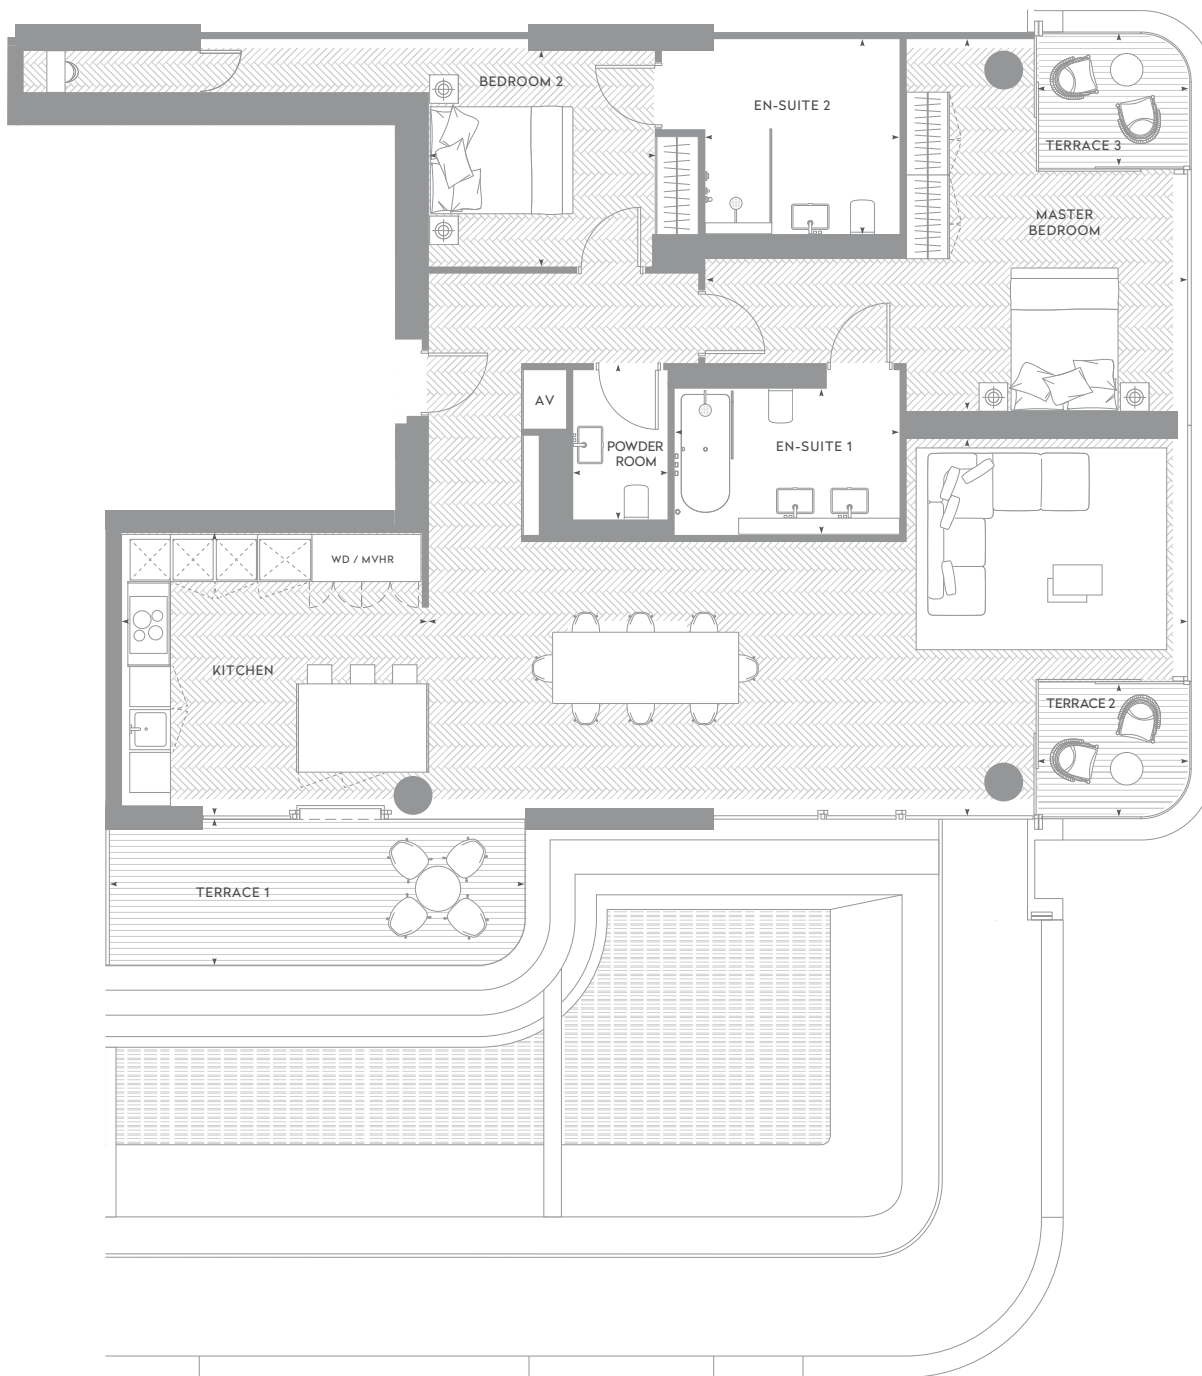 BEDROOM 2
EN-SUITE 2
TERRACE 3
MASTER
BEDROOM
AV
POWDER
ROOM
EN-SUITE 1
WD / MVHR
KITCHEN
TERRACE 2
TERRACE 1